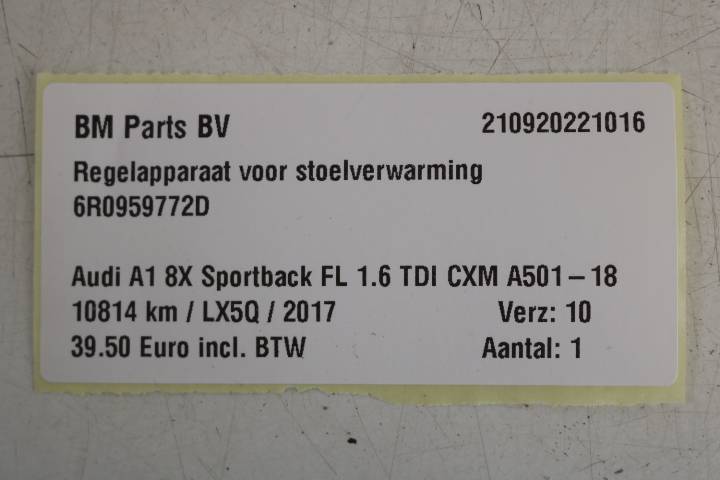 BM Parts BV 210920221016
Regelapparaat voor stoelverwarming
6R0959772D
Audi A1 8X Sportback FL 1.6 TDI CXM A501-18
10814 km / LX5Q / 2017 Verz: 10
39.50 Euro incl. BTW Aantal: 1